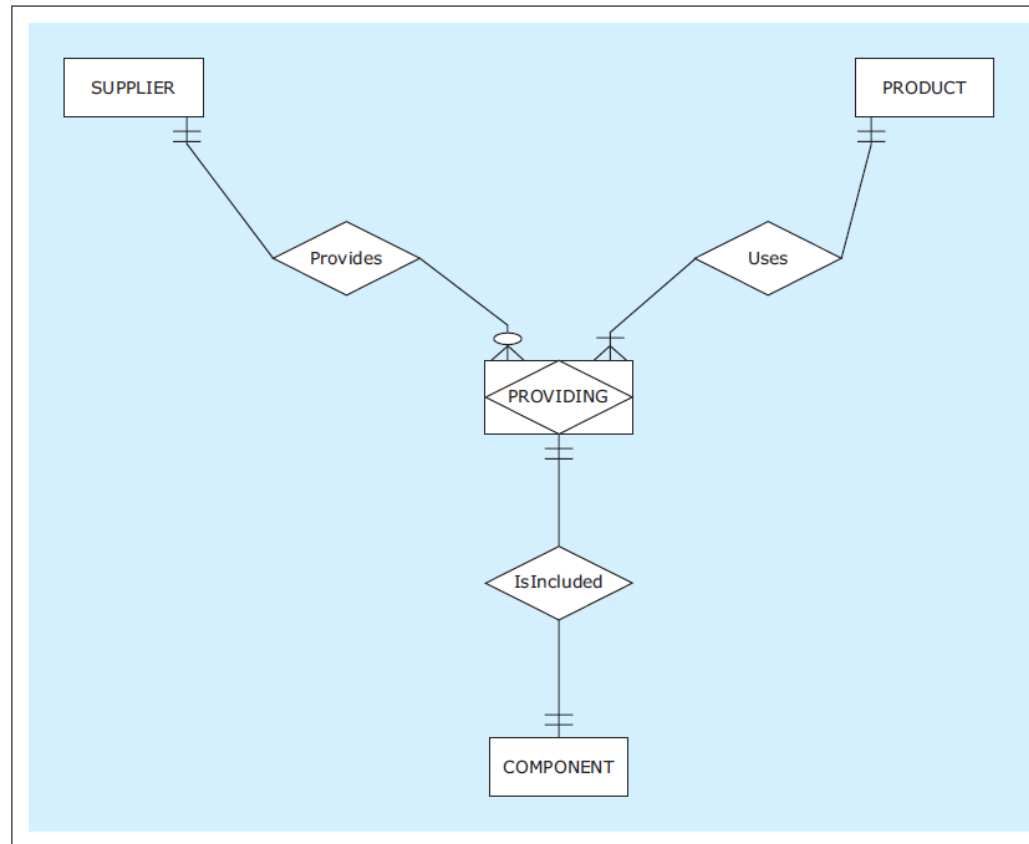 SUPPLIER
PRODUCT
Provides
Uses
PROVIDING
IsIncluded
COMPONENT